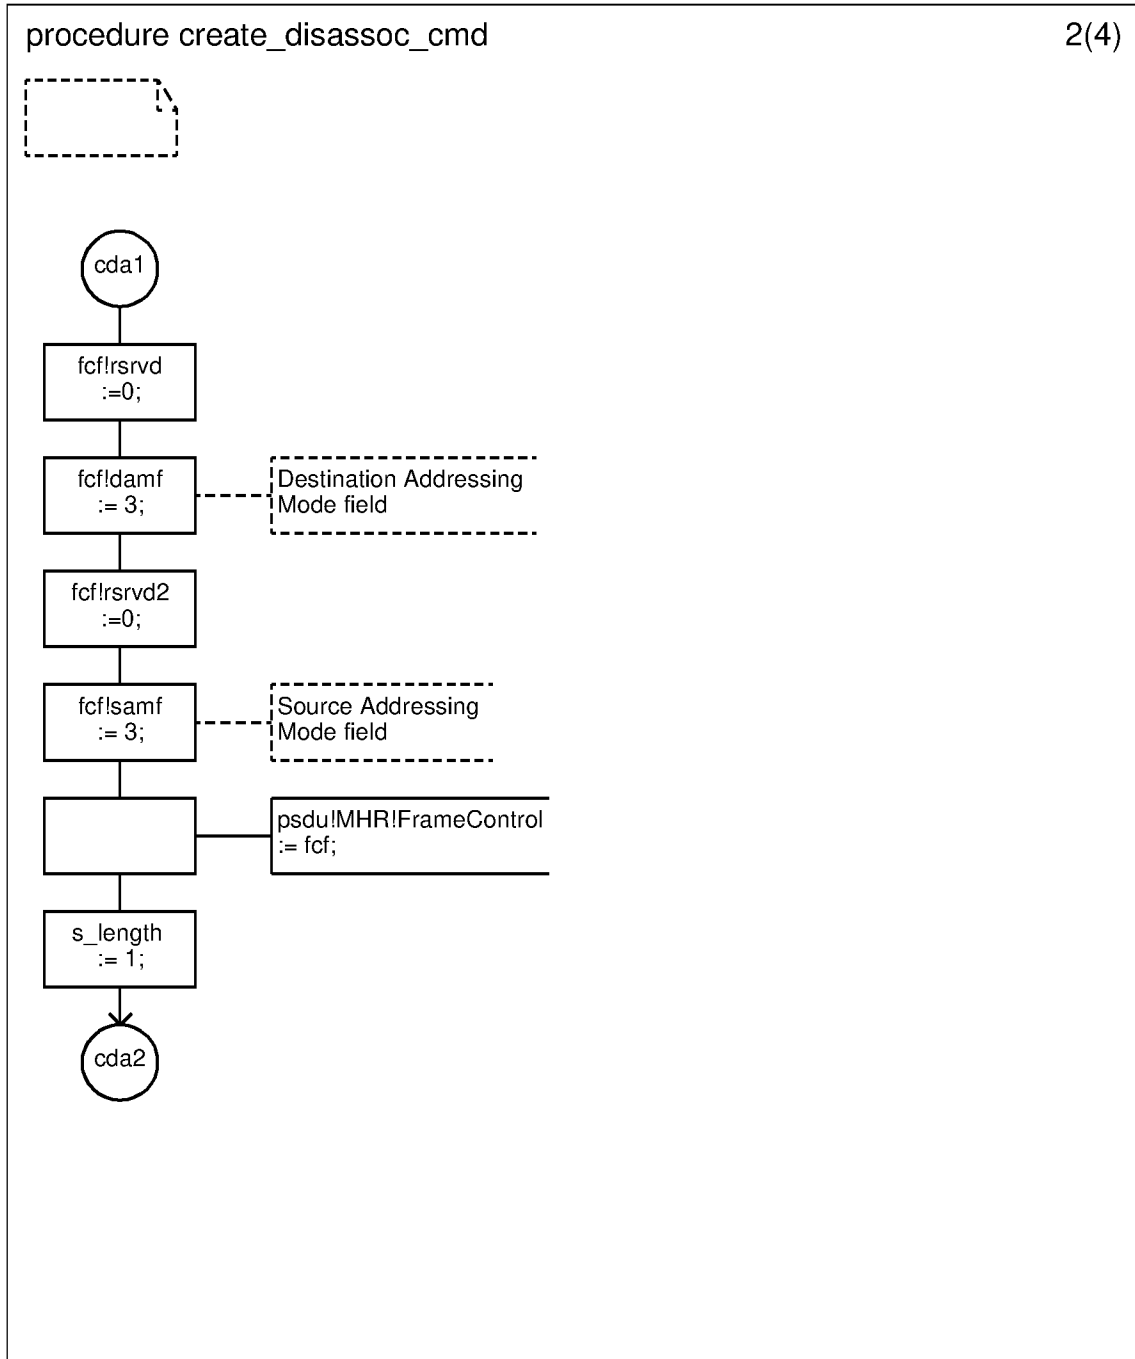 procedure create_disassoc_cmd
2(4)
cda1
fcf!rsrvd
:=0;
fcf!damf
:= 3;
Destination Addressing
Mode field
fcf!rsrvd2
:=0;
fcf!samf
:= 3;
Source Addressing
Mode field
psdu!MHR!FrameControl
:= fcf;
s_length
:= 1;
cda2